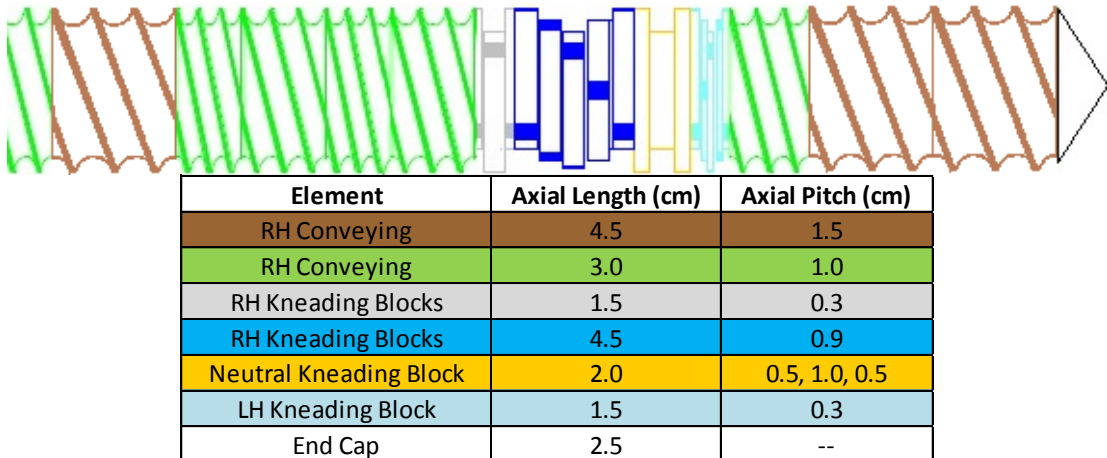 Element Axial Length (cm) Axial Pitch (cm)
RH Conveying 4.5 1.5
RH Conveying 3.0 1.0
RH Kneading Blocks 1.5 0.3
RH Kneading Blocks 4.5 0.9
Neutral Kneading Block 2.0 0.5, 1.0, 0.5
LH Kneading Block 1.5 0.3
End Cap 2.5 --